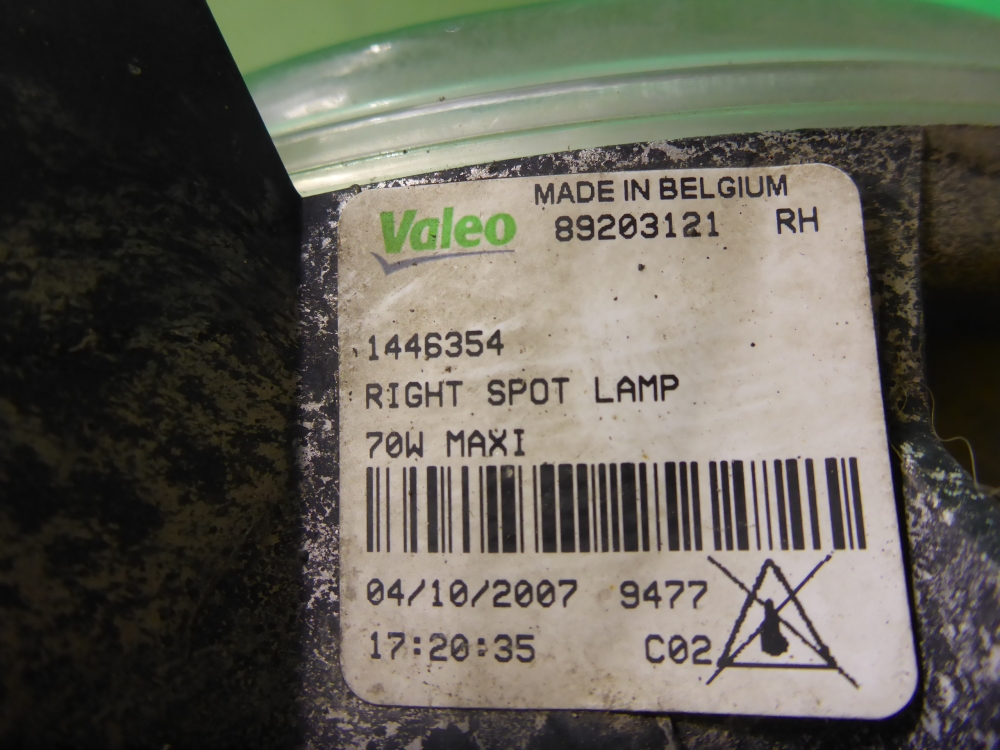 MADE IN BELGIUM
Valeo 89203121 RH
1446354
RIGHT SPOT LAMP
70W MAXI
04/10/2007 9477
17:20:35 C02